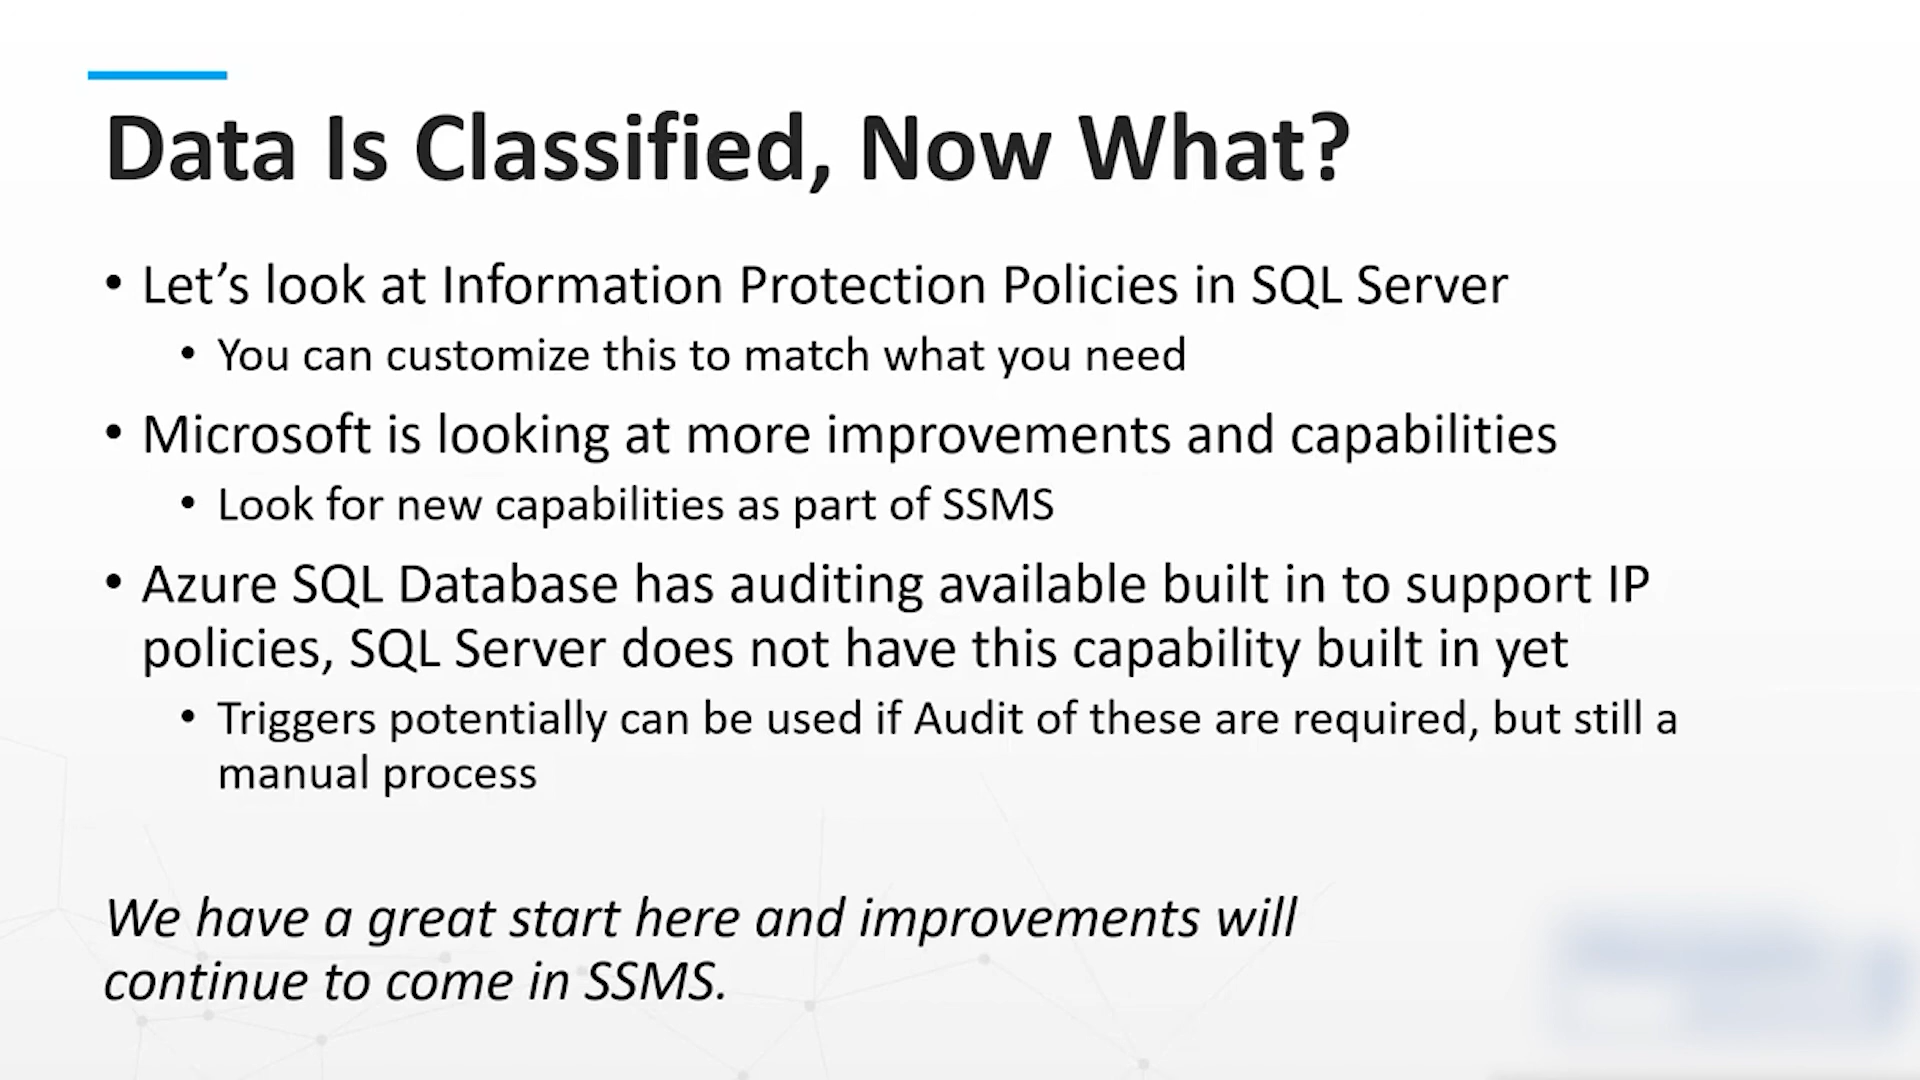 Data Is Classified, Now What?
• Let’s look at Information Protection Policies in SQL Server
• You can customize this to match what you need
• Microsoft is looking at more improvements and capabilities
• Look for new capabilities as part of SSMS
• Azure SQL Database has auditing available built in to support IP
policies, SQL Server does not have this capability built in yet
• Triggers potentially can be used if Audit of these are required, but still a
manual process
We have a great start here and improvements will
continue to come in SSMS.